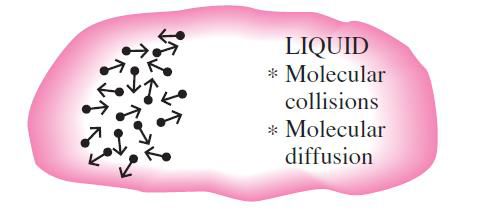 LIQUID
* Molecular
collisions
* Molecular
diffusion